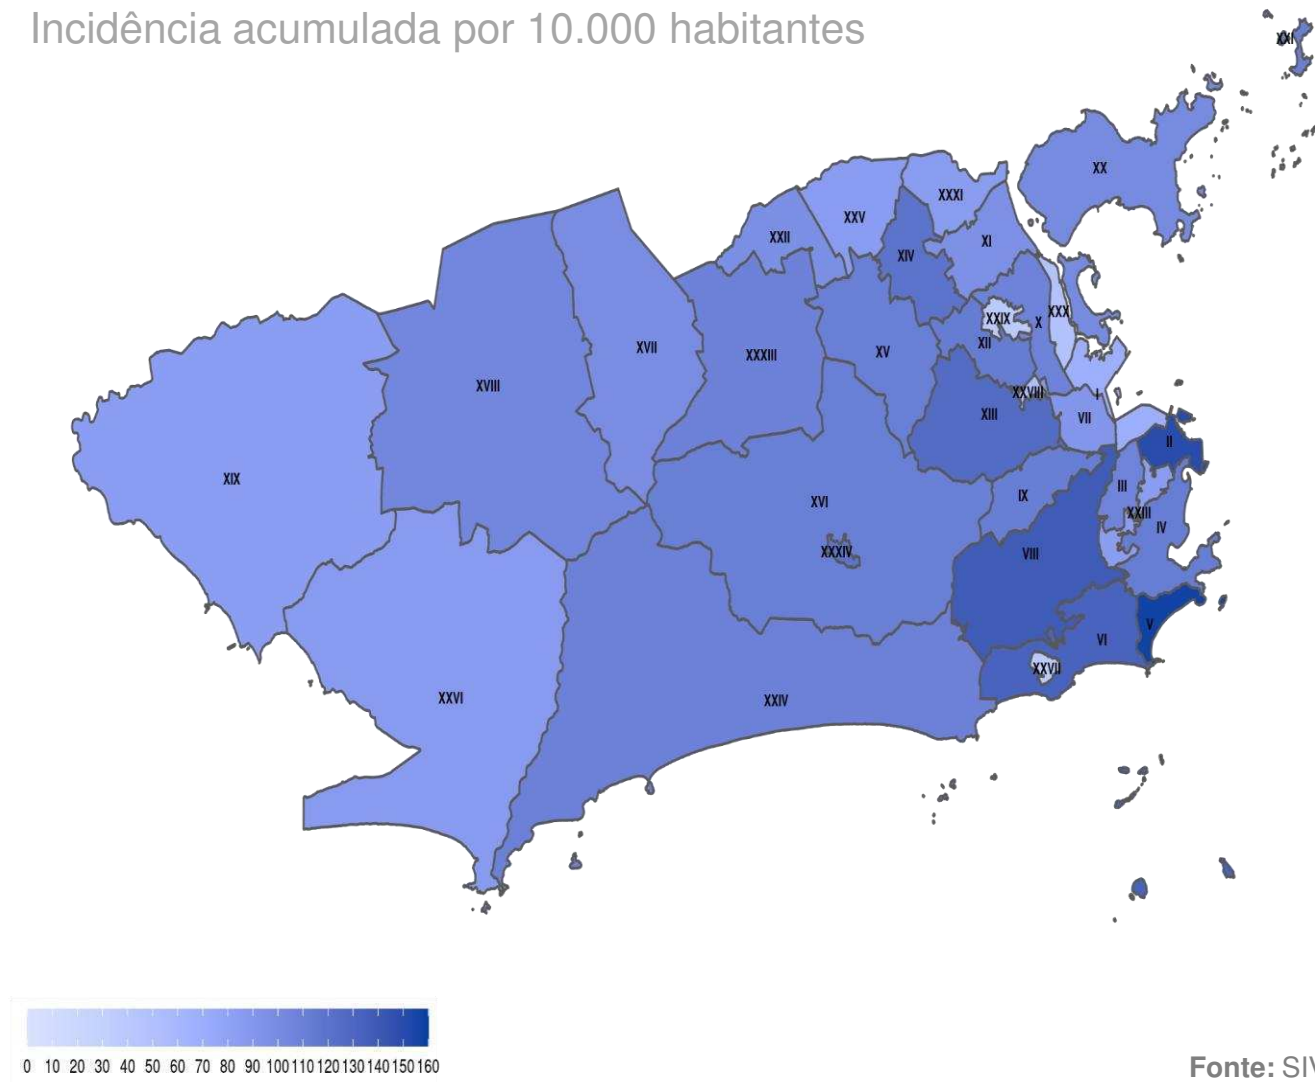 Incidência acumulada por 10.000 habitantes
XXI
XX
XXXI
XXV
XXII
XI
XIV
XXX
XXIX
X
XII
XVII
XXXIII
XV
XVIII
XXVIII
I
XIII
VII
II
XIX
III
IX
XVI
XXIII
IV
XXXIV
VIII
V
VI
XXVII
XXVI
XXIV
0 10 20 30 40 50 60 70 80 90 100 110 120 130 140 150 160
Fonte: SIV